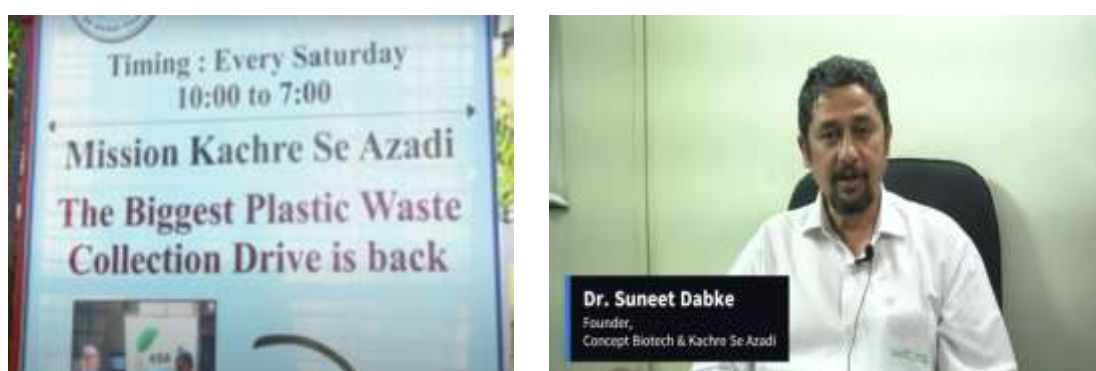 Timing : Every Saturday
10:00 to 7:00
Mission Kachre Se Azadi
The Biggest Plastic Waste
Collection Drive is back
KSA
Dr. Suneet Dabke
Founder,
Concept Biotech & Kachre Se Azadi